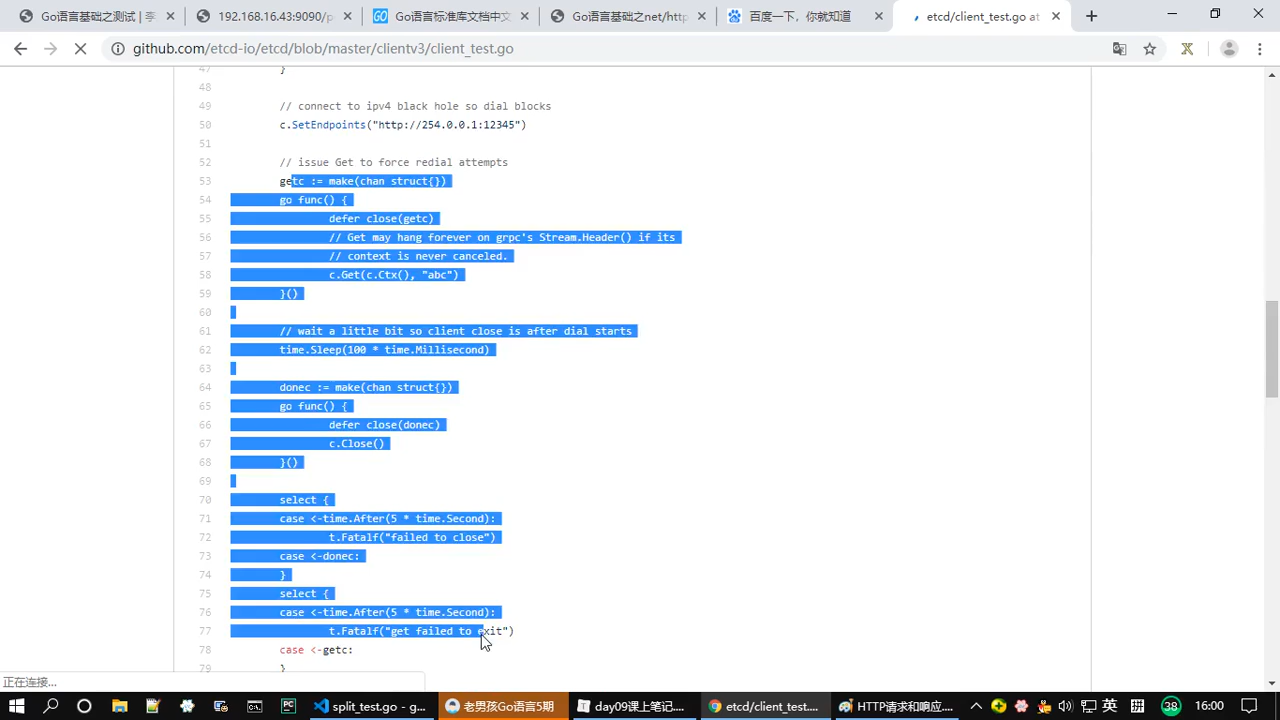 Go语言基础之测试 | 李
192.168.16.43:9090/p
Go语言标准库文档中文
Go语言基础之net/http
百度一下，你就知道
etcd/client_test.go at
github.com/etcd-io/etcd/blob/master/clientv3/client_test.go
47 }
48
49 // connect to ipv4 black hole so dial blocks
50 c.SetEndpoints("http://254.0.0.1:12345")
51
52 // issue Get to force redial attempts
53 getc := make(chan struct{})
54 go func() {
55 defer close(getc)
56 // Get may hang forever on grpc's Stream.Header() if its
57 // context is never canceled.
58 c.Get(c.Ctx(), "abc")
59 }()
60
61 // wait a little bit so client close is after dial starts
62 time.Sleep(100 * time.Millisecond)
63
64 donec := make(chan struct{})
65 go func() {
66 defer close(donec)
67 c.Close()
68 }()
69
70 select {
71 case <-time.After(5 * time.Second):
72 t.Fatalf("failed to close")
73 case <-donec:
74 }
75 select {
76 case <-time.After(5 * time.Second):
77 t.Fatalf("get failed to exit")
78 case <-getc:
79 }
正在连接...
split_test.go - g...
老男孩Go语言5期
day09课上笔记....
etcd/client_test....
HTTP请求和响应...
英
拼
38
16:00